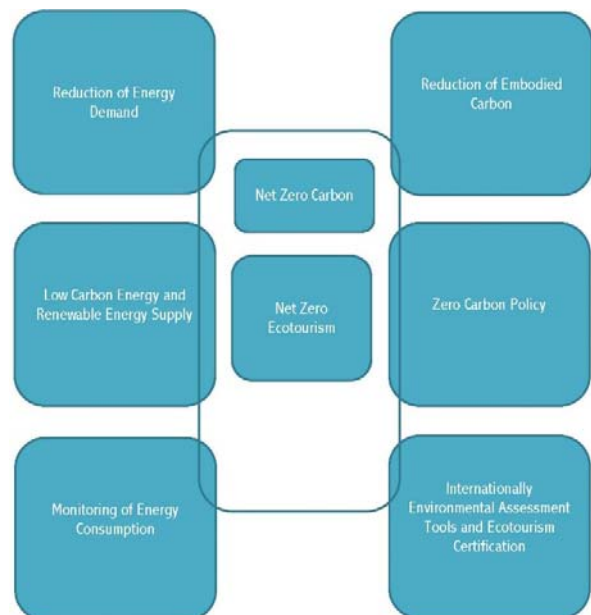 Reduction of Energy
Demand
Reduction of Embodied
Carbon
Net Zero Carbon
Low Carbon Energy and
Renewable Energy Supply
Net Zero
Ecotourism
Zero Carbon Policy
Monitoring of Energy
Consumption
Internationally
Environmental Assessment
Tools and Ecotourism
Certification